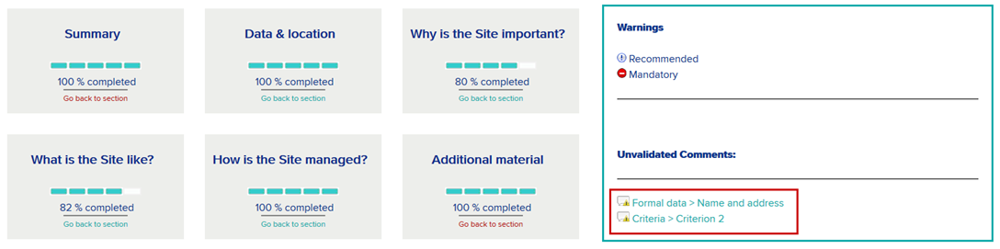 Summary
100 % completed
Go back to section
Data & location
100 % completed
Go back to section
Why is the Site important?
80 % completed
Go back to section
What is the Site like?
82 % completed
Go back to section
How is the Site managed?
100 % completed
Go back to section
Additional material
100 % completed
Go back to section
Warnings
Recommended
Mandatory
Unvalidated Comments:
Formal data > Name and address
Criteria > Criterion 2